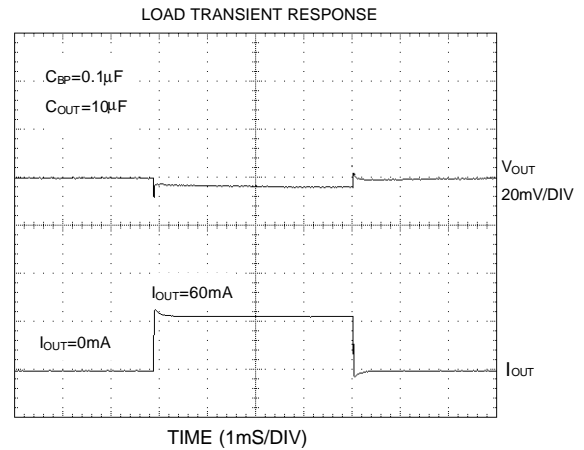 LOAD TRANSIENT RESPONSE
CBP=0.1μF
COUT=10μF
VOUT
20mV/DIV
IOUT=60mA
IOUT=0mA
IOUT
TIME (1mS/DIV)